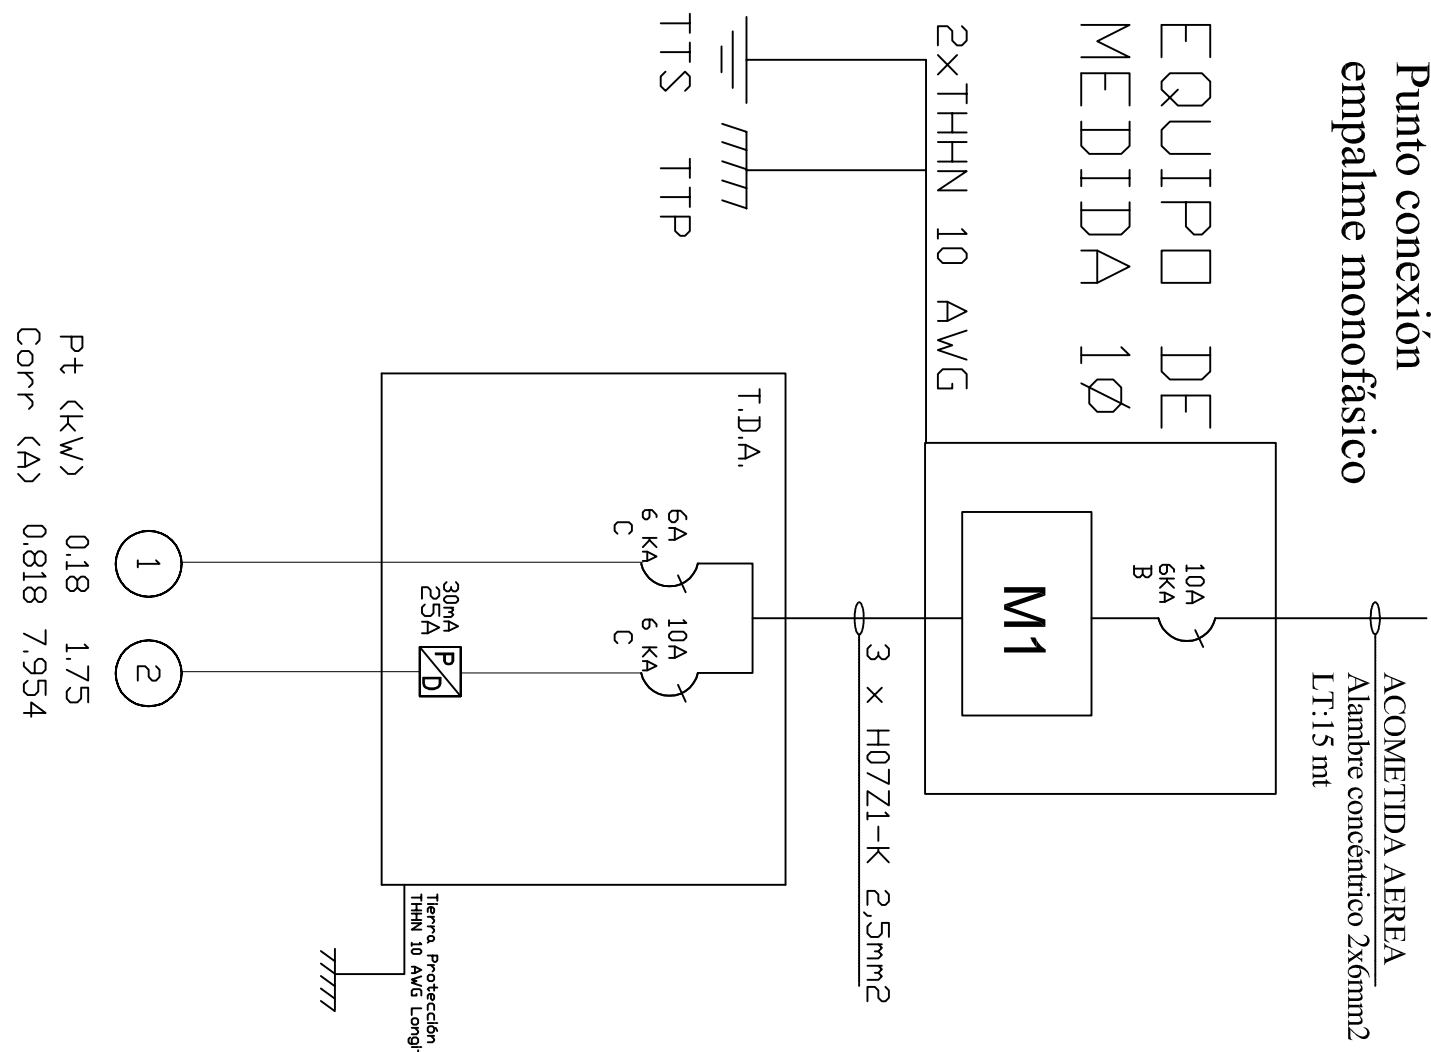 Punto conexión
empalme monofásico
EQUIPO DE
MEDIDA 1Ø
2xTHHN 10 AWG
TTS TTP
ACOMETIDA AEREA
Alambre concéntrico 2x6mm2
LT:15 mt
10A
6KA
B
M1
3 x H07Z1-K 2,5mm2
T.D.A.
6A
6 KA
C
10A
6 KA
C
30mA
25A
P/D
1
2
Pt (kW) 0.18 1.75
Corr (A) 0.818 7.954
Tierra Protección
THHN 10 AWG